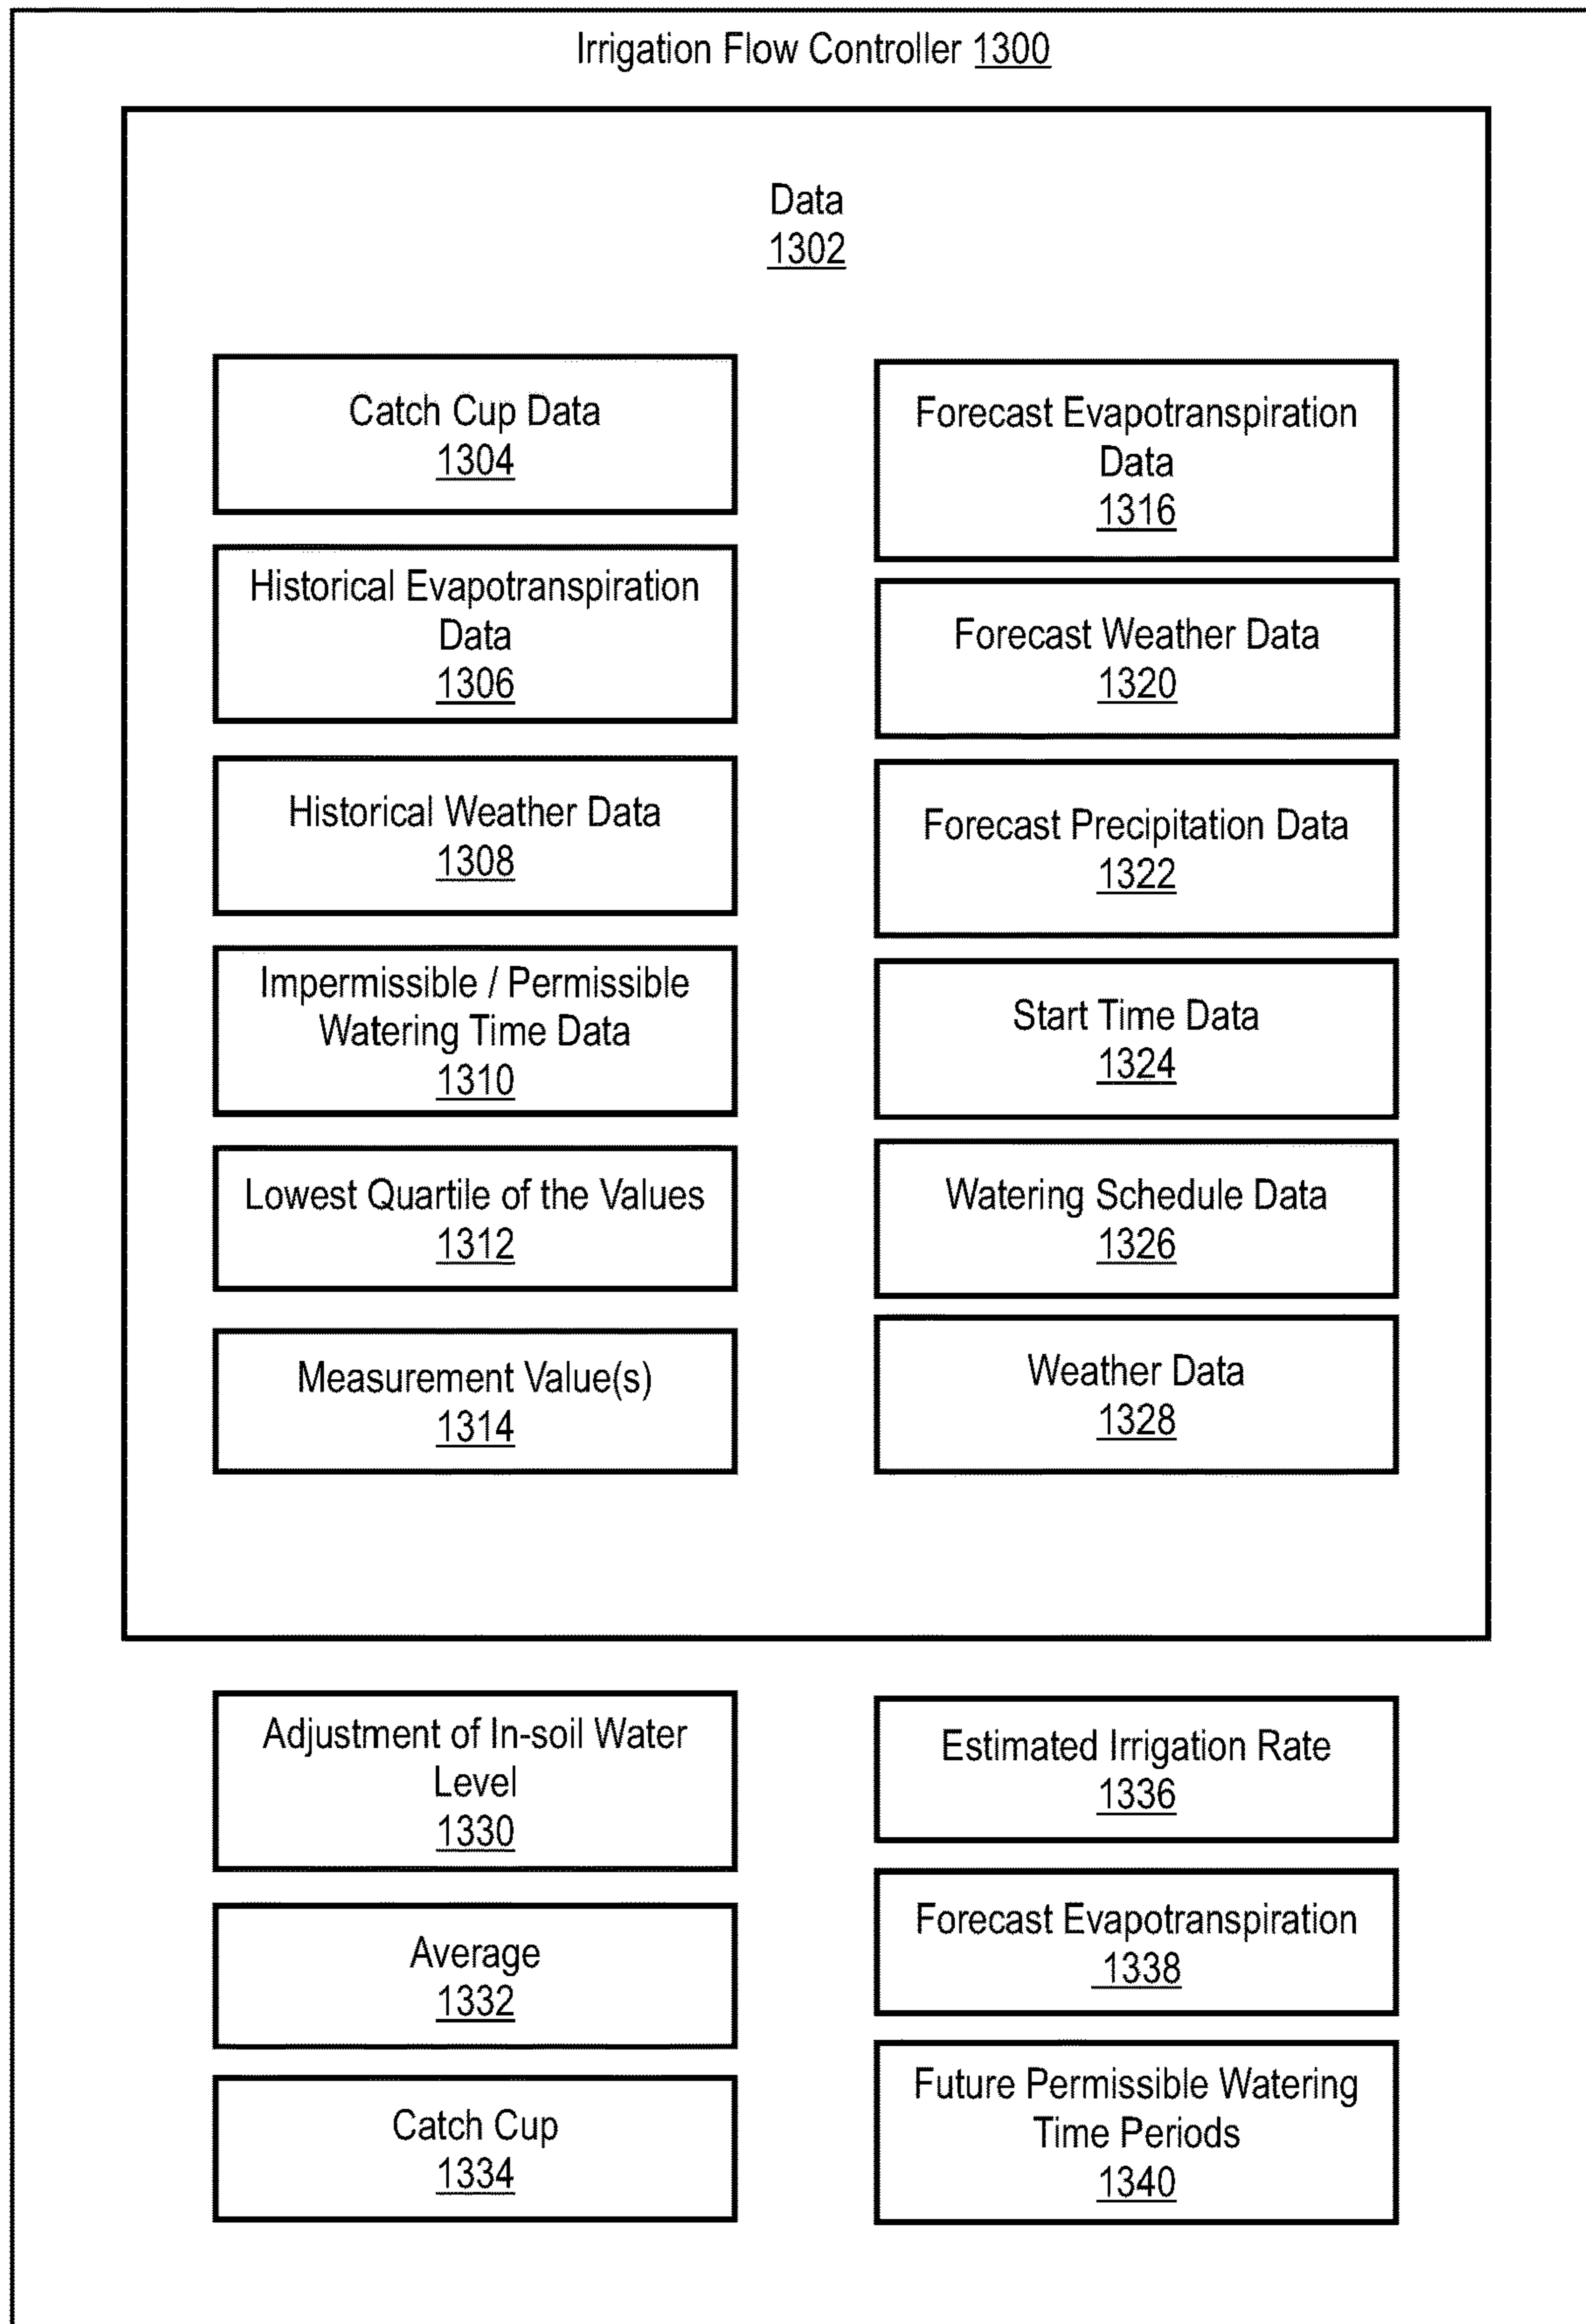 Irrigation Flow Controller 1300
Data
1302
Catch Cup Data
1304
Historical Evapotranspiration
Data
1306
Historical Weather Data
1308
Impermissible / Permissible
Watering Time Data
1310
Lowest Quartile of the Values
1312
Measurement Value(s)
1314
Forecast Evapotranspiration
Data
1316
Forecast Weather Data
1320
Forecast Precipitation Data
1322
Start Time Data
1324
Watering Schedule Data
1326
Weather Data
1328
Adjustment of In-soil Water
Level
1330
Average
1332
Catch Cup
1334
Estimated Irrigation Rate
1336
Forecast Evapotranspiration
1338
Future Permissible Watering
Time Periods
1340